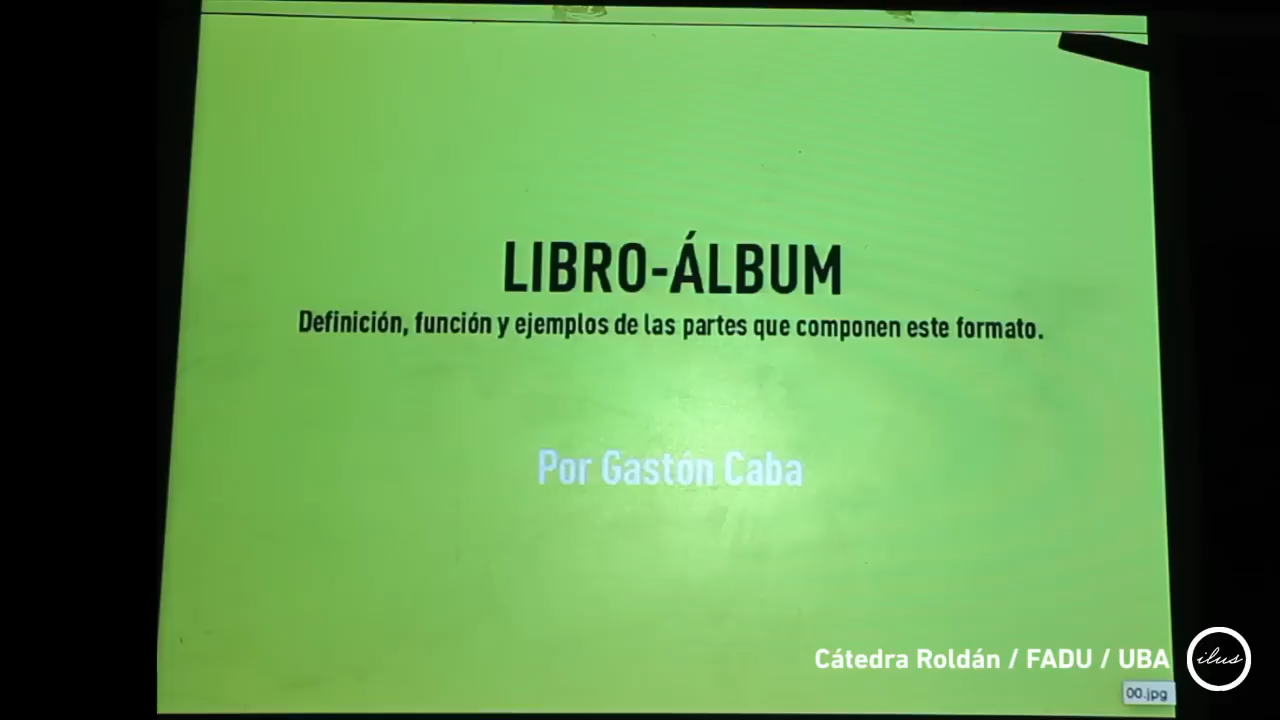 LIBRO-ÁLBUM
Definición, función y ejemplos de las partes que componen este formato.
Por Gastón Caba
Cátedra Roldán / FADU / UBA
ilus
00.jpg